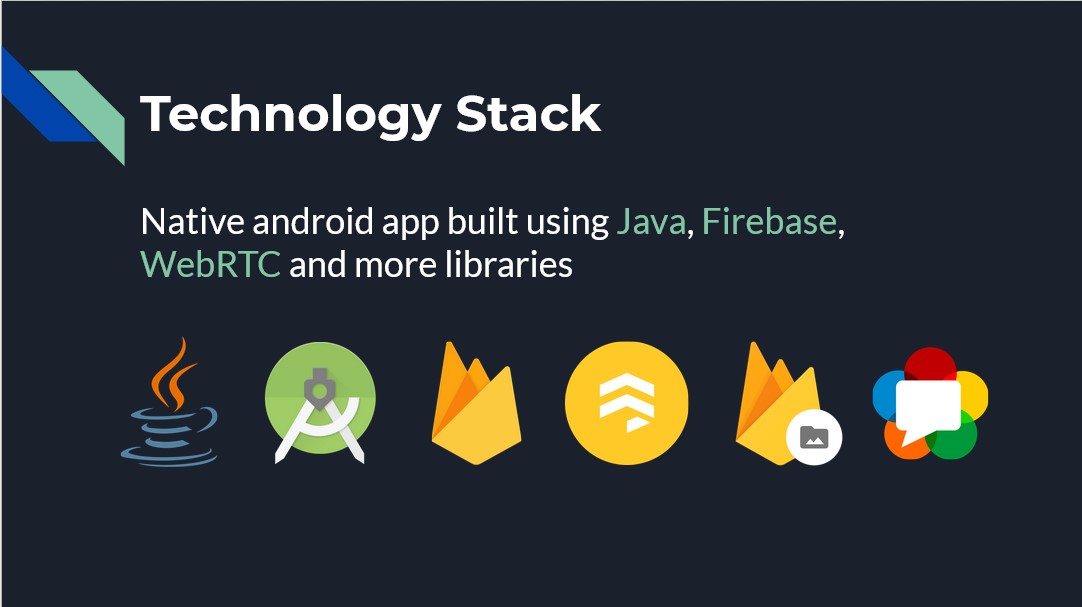 Technology Stack
Native android app built using Java, Firebase,
WebRTC and more libraries